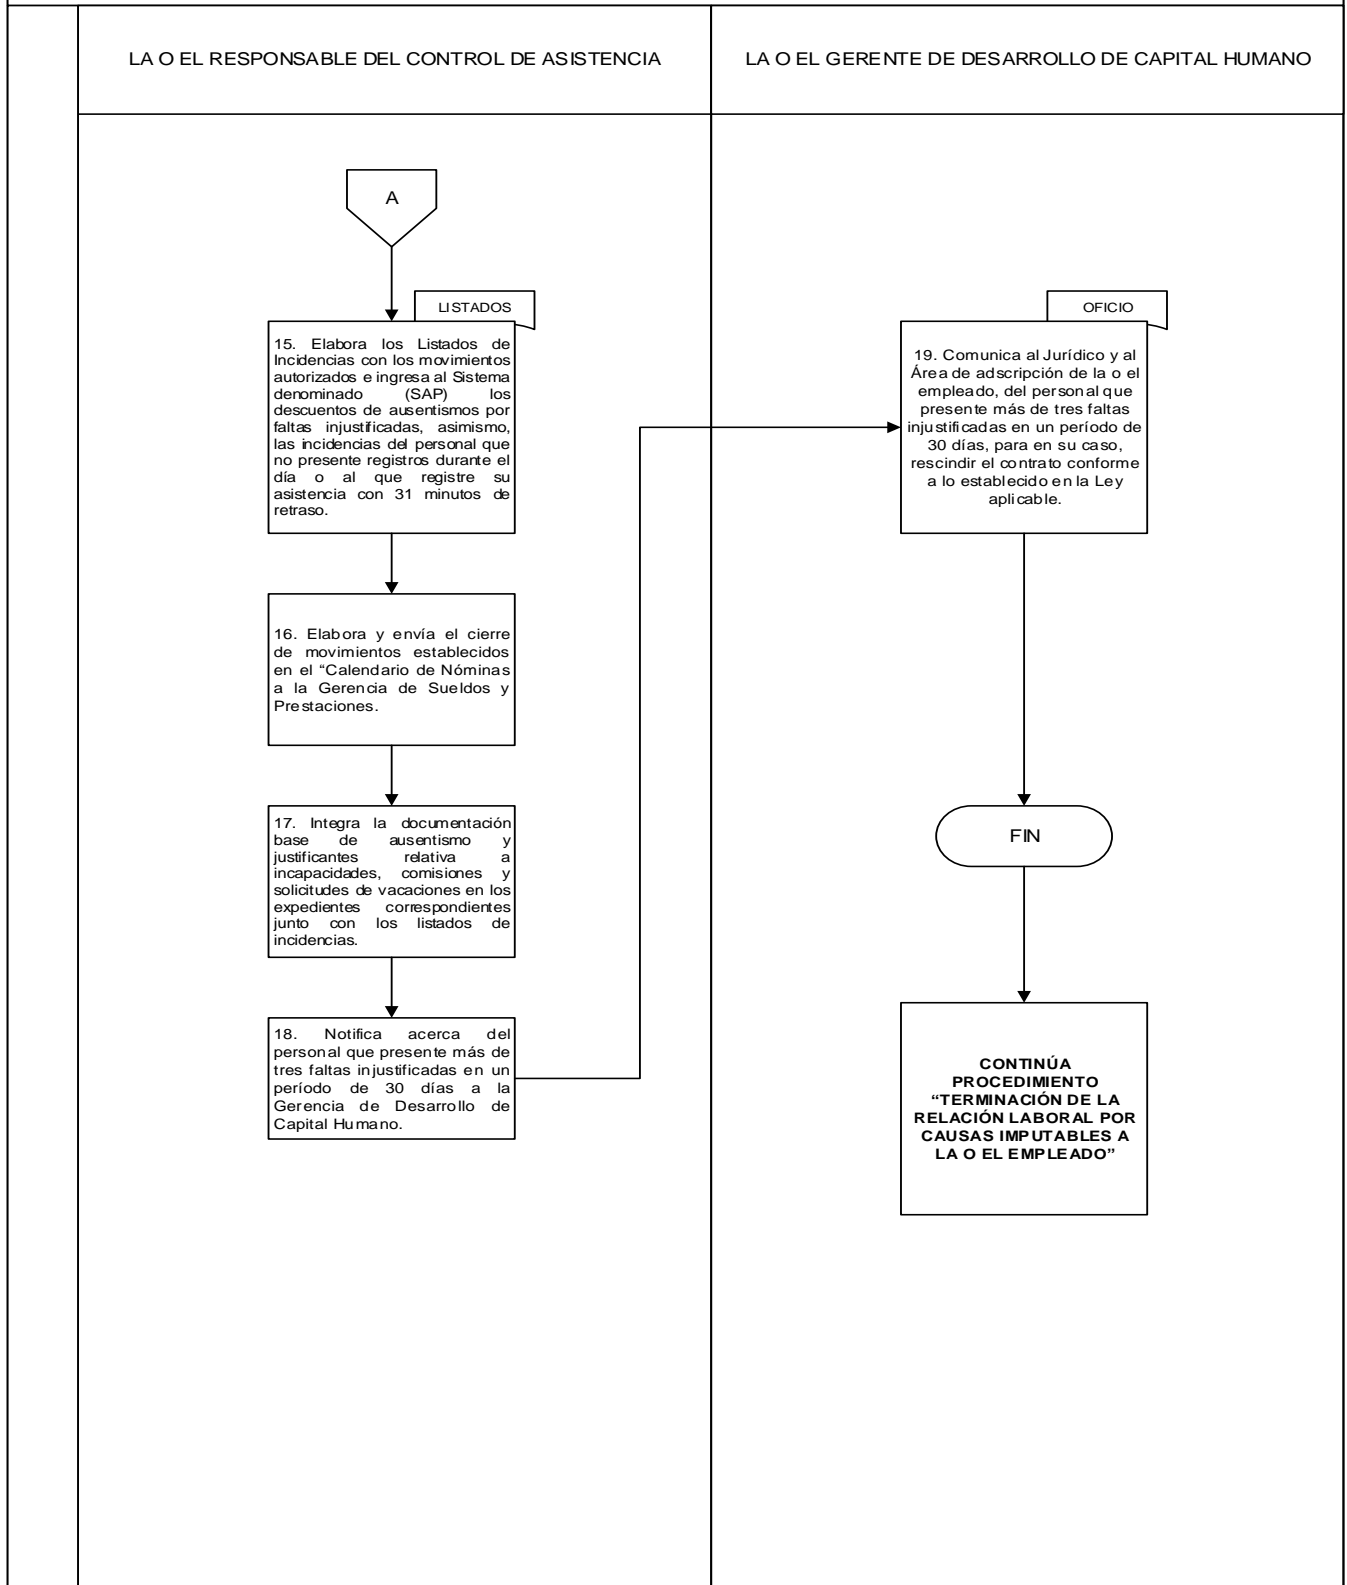 LA O EL RESPONSABLE DEL CONTROL DE ASISTENCIA
LA O EL GERENTE DE DESARROLLO DE CAPITAL HUMANO
A
LISTADOS
15. Elabora los Listados de
Incidencias con los movimientos
autorizados e ingresa al Sistema
denominado (SAP) los
descuentos de ausentismos por
faltas injustificadas, asimismo,
las incidencias del personal que
no presente registros durante el
día o al que registre su
asistencia con 31 minutos de
retraso.
16. Elabora y envía el cierre
de movimientos establecidos
en el “Calendario de Nóminas
a la Gerencia de Sueldos y
Prestaciones.
17. Integra la documentación
base de ausentismo y
justificantes relativa a
incapacidades, comisiones y
solicitudes de vacaciones en los
expedientes correspondientes
junto con los listados de
incidencias.
18. Notifica acerca del
personal que presente más de
tres faltas injustificadas en un
período de 30 días a la
Gerencia de Desarrollo de
Capital Humano.
OFICIO
19. Comunica al Jurídico y al
Área de adscripción de la o el
empleado, del personal que
presente más de tres faltas
injustificadas en un período de
30 días, para en su caso,
rescindir el contrato conforme
a lo establecido en la Ley
aplicable.
FIN
CONTINÚA
PROCEDIMIENTO
“TERMINACIÓN DE LA
RELACIÓN LABORAL POR
CAUSAS IMPUTABLES A
LA O EL EMPLEADO”